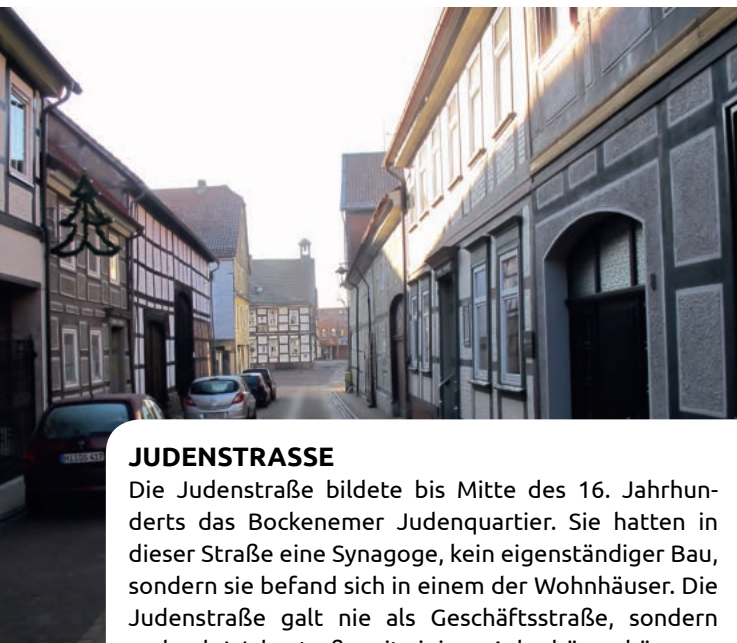 JUDENSTRASSE
Die Judenstraße bildete bis Mitte des 16. Jahrhun-
derts das Bockenemer Judenquartier. Sie hatten in
dieser Straße eine Synagoge, kein eigenständiger Bau,
sondern sie befand sich in einem der Wohnhäuser. Die
Judenstraße galt nie als Geschäftsstraße, sondern